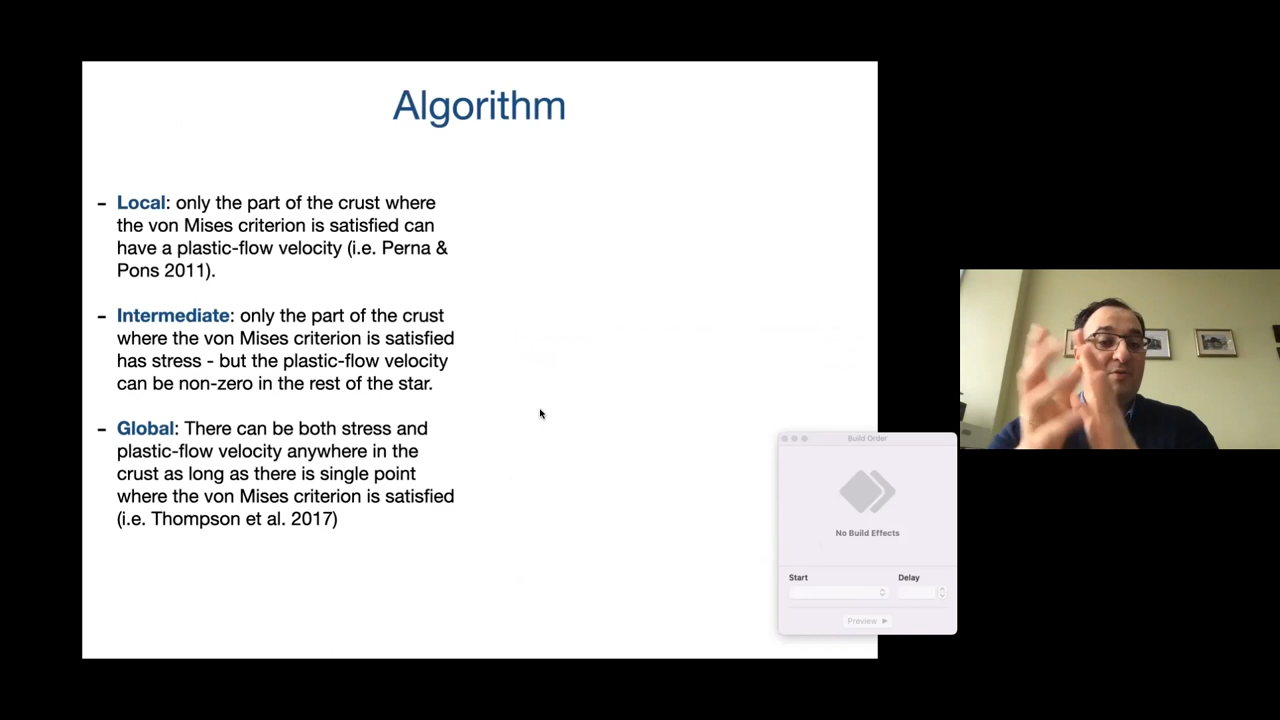 Algorithm
- Local: only the part of the crust where
the von Mises criterion is satisfied can
have a plastic-flow velocity (i.e. Perna &
Pons 2011).
- Intermediate: only the part of the crust
where the von Mises criterion is satisfied
has stress - but the plastic-flow velocity
can be non-zero in the rest of the star.
- Global: There can be both stress and
plastic-flow velocity anywhere in the
crust as long as there is single point
where the von Mises criterion is satisfied
(i.e. Thompson et al. 2017)
Build Order
No Build Effects
Start Delay
Preview